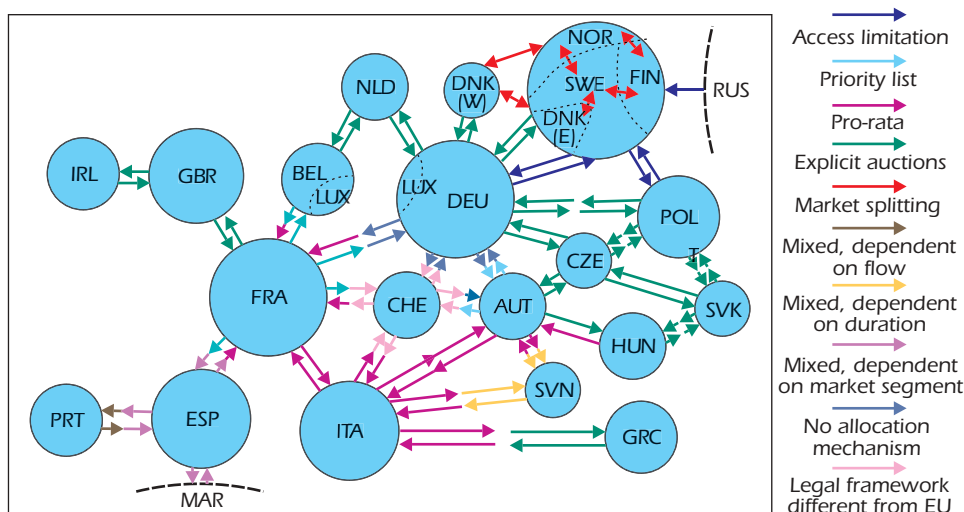 NOR
SWE
FIN
DNK
(E)
DNK
(W)
RUS
NLD
IRL
GBR
BEL
LUX
LUX
DEU
POL
T
CZE
FRA
CHE
AUT
SVK
HUN
SVN
PRT
ESP
ITA
GRC
MAR
Access limitation
Priority list
Pro-rata
Explicit auctions
Market splitting
Mixed, dependent
on flow
Mixed, dependent
on duration
Mixed, dependent
on market segment
No allocation
mechanism
Legal framework
different from EU